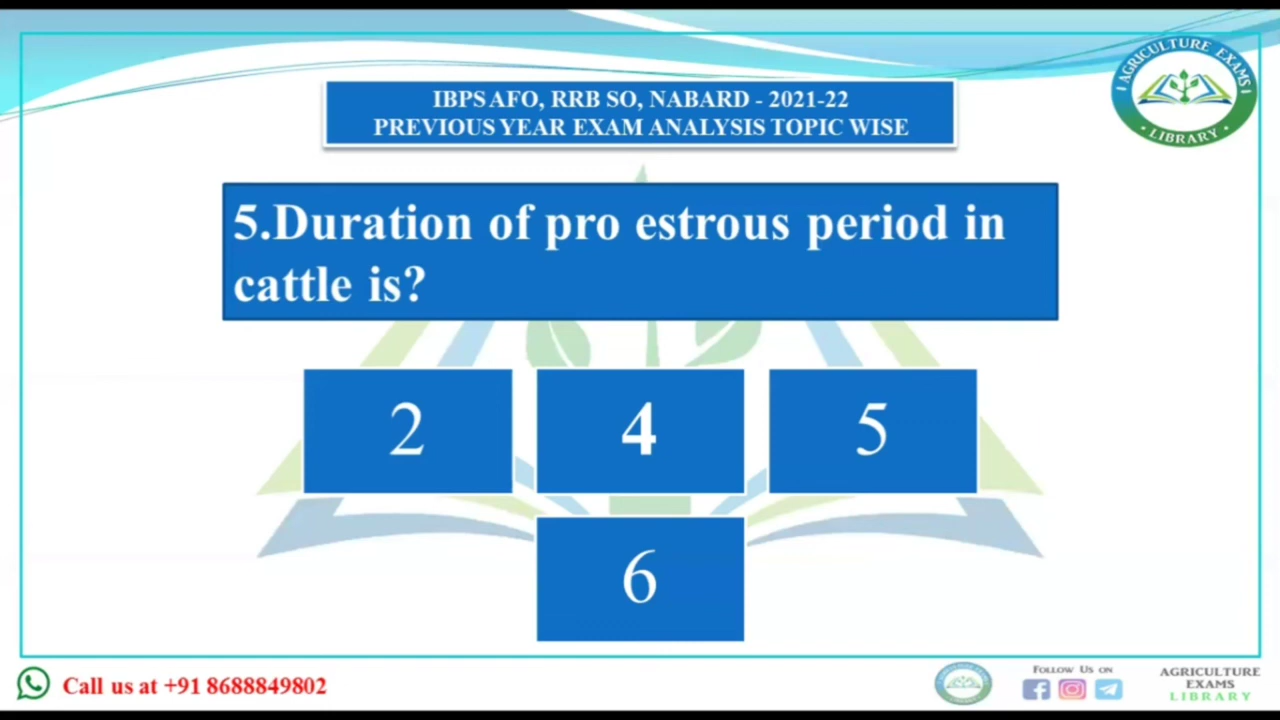 AGRICULTURE EXAMS
LIBRARY
IBPS AFO, RRB SO, NABARD - 2021-22
PREVIOUS YEAR EXAM ANALYSIS TOPIC WISE
5.Duration of pro estrous period in
cattle is?
2
4
5
6
Call us at +91 8688849802
FOLLOW US ON
AGRICULTURE
EXAMS
LIBRARY